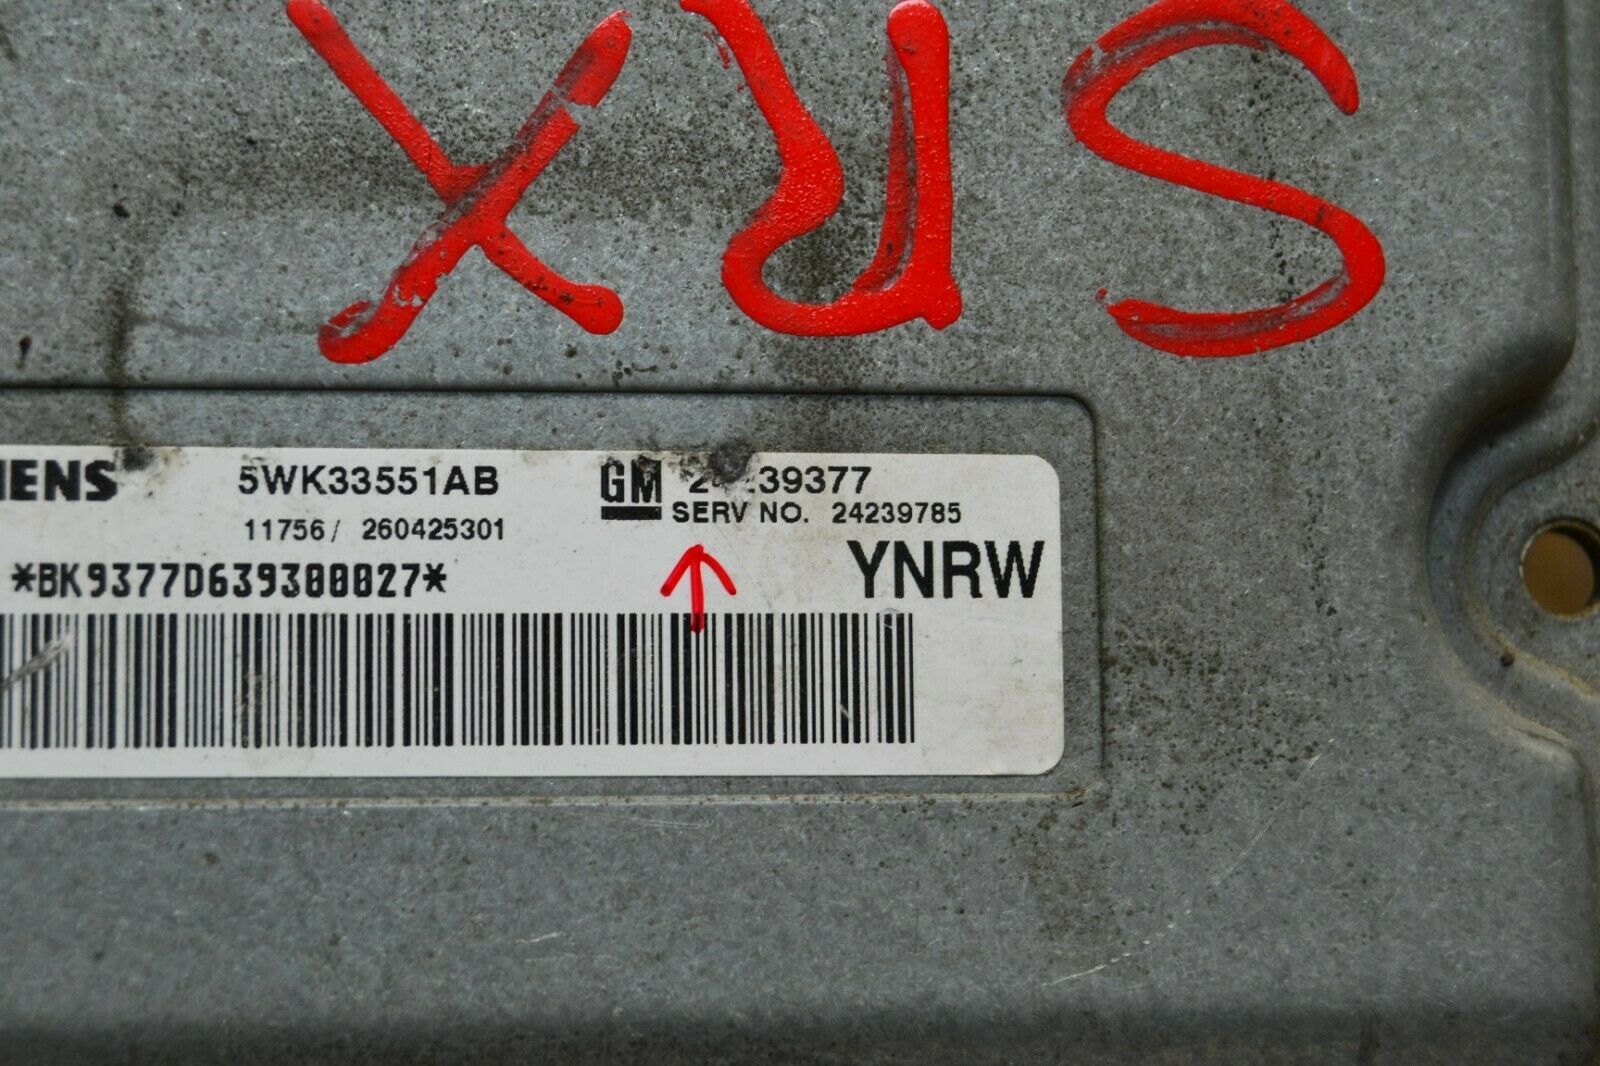 SRX
IENS 5WK33551AB GM
SERV NO. 24239785
11756/ 260425301
YNRW
*BK9377D639300027*